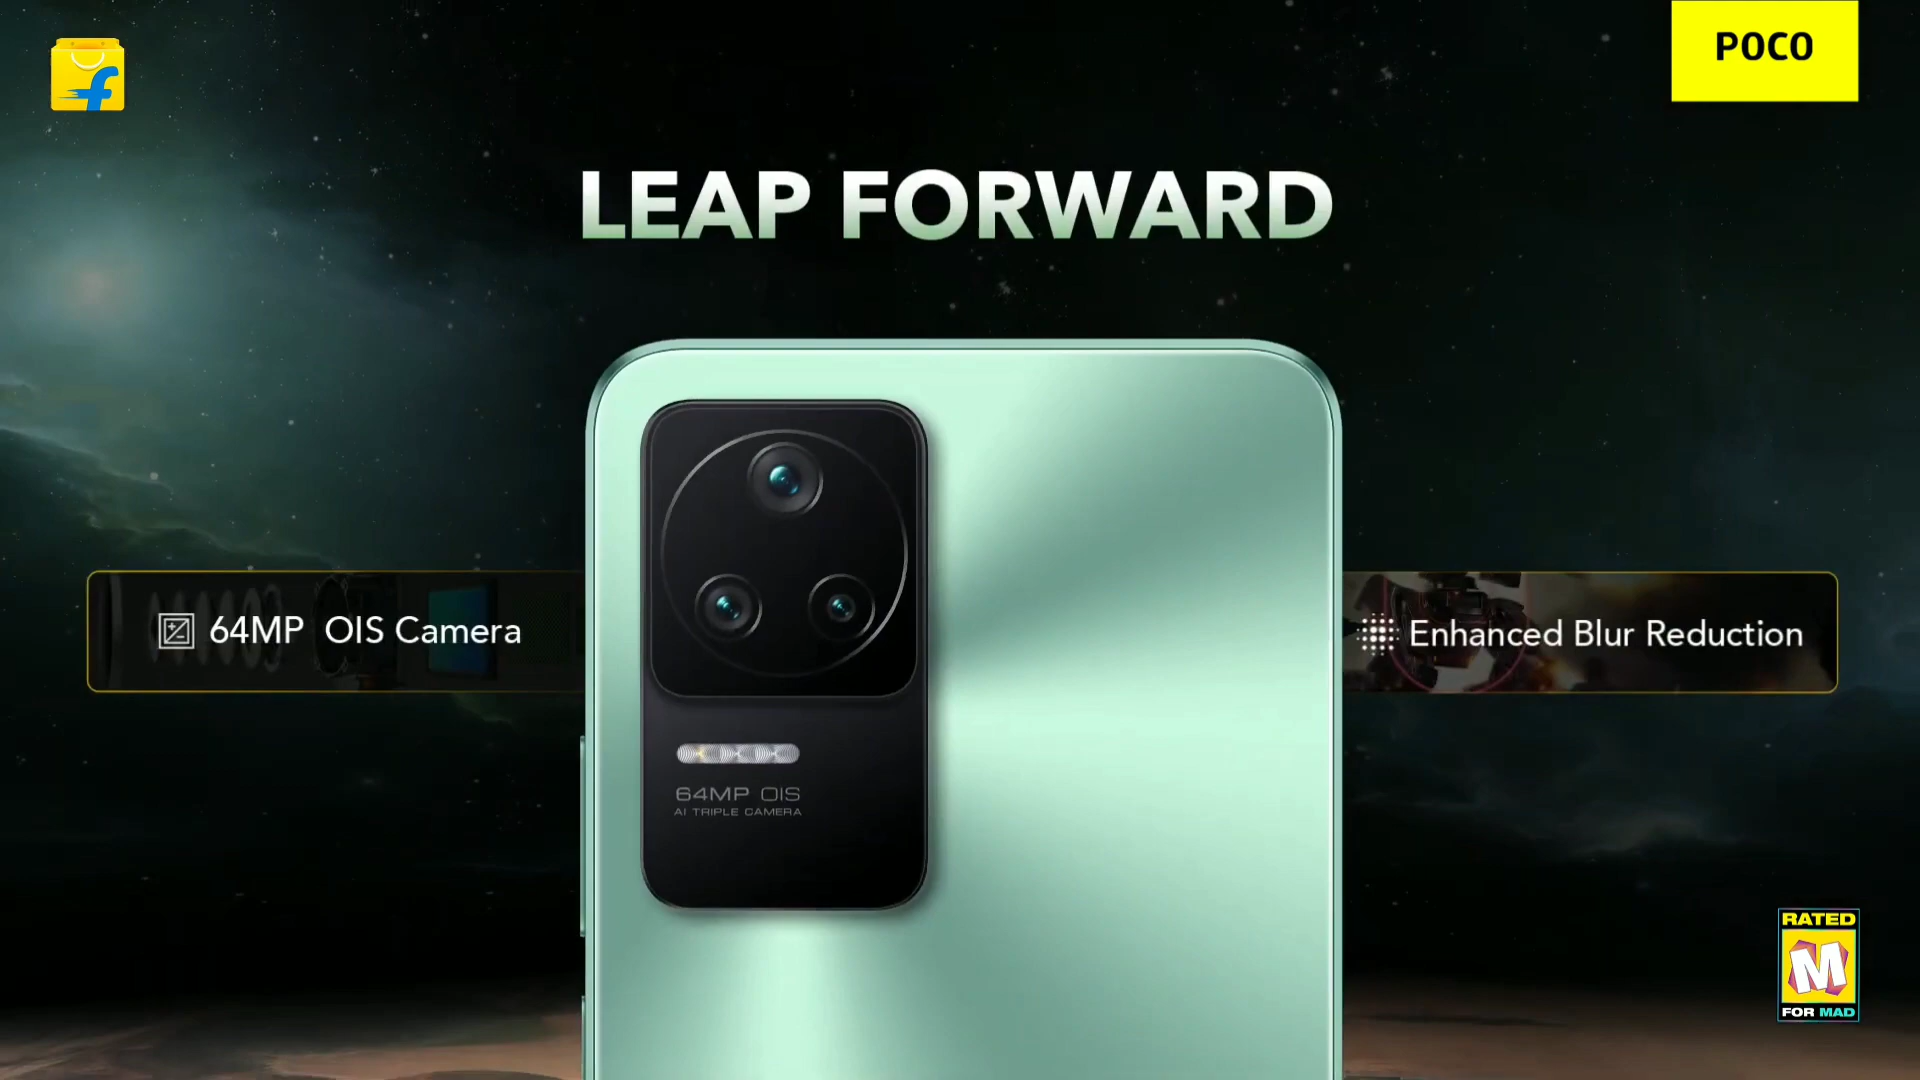 POCO
LEAP FORWARD
64MP OIS Camera
Enhanced Blur Reduction
64MP OIS
AI TRIPLE CAMERA
RATED
M
FOR MAD